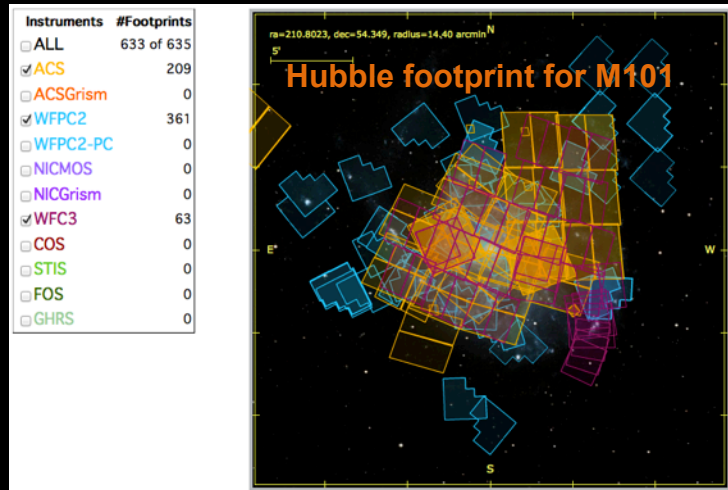 Instruments #Footprints
ALL 633 of 635
ACS 209
ACSGrism 0
WFPC2 361
WFPC2-PC 0
NICMOS 0
NICGrism 0
WFC3 63
COS 0
STIS 0
FOS 0
GHRS 0
ra=210.8023, dec=54.349, radius=14.40 arcmin
N
5'
Hubble footprint for M101
E
W
S